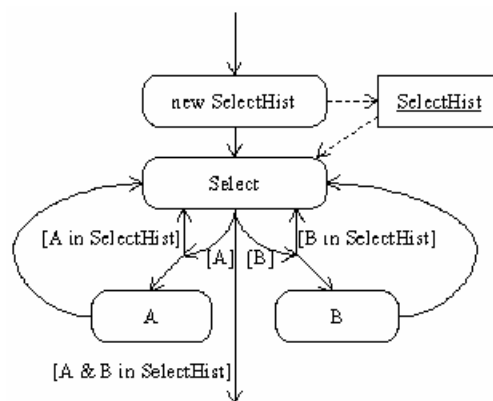 new SelectHist
SelectHist
Select
[A in SelectHist]
[B in SelectHist]
[A]
[B]
A
B
[A & B in SelectHist]